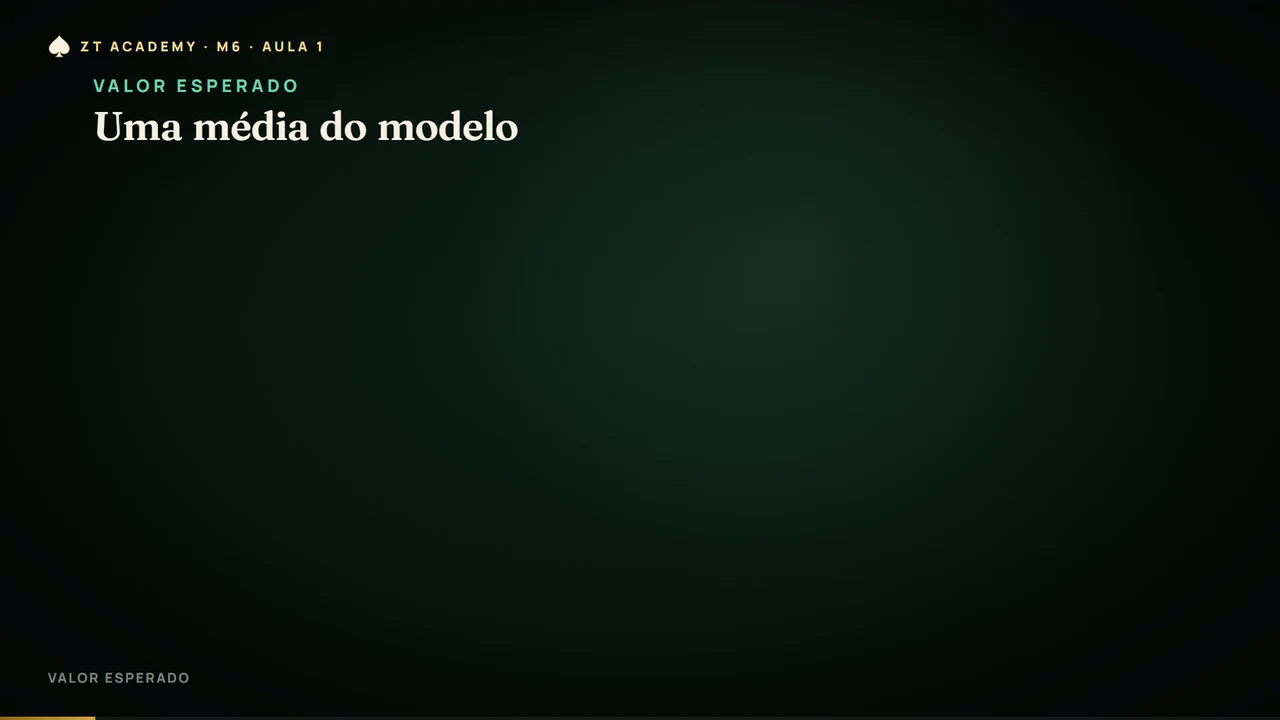 ZT ACADEMY · M6 · AULA 1
VALOR ESPERADO
Uma média do modelo
VALOR ESPERADO